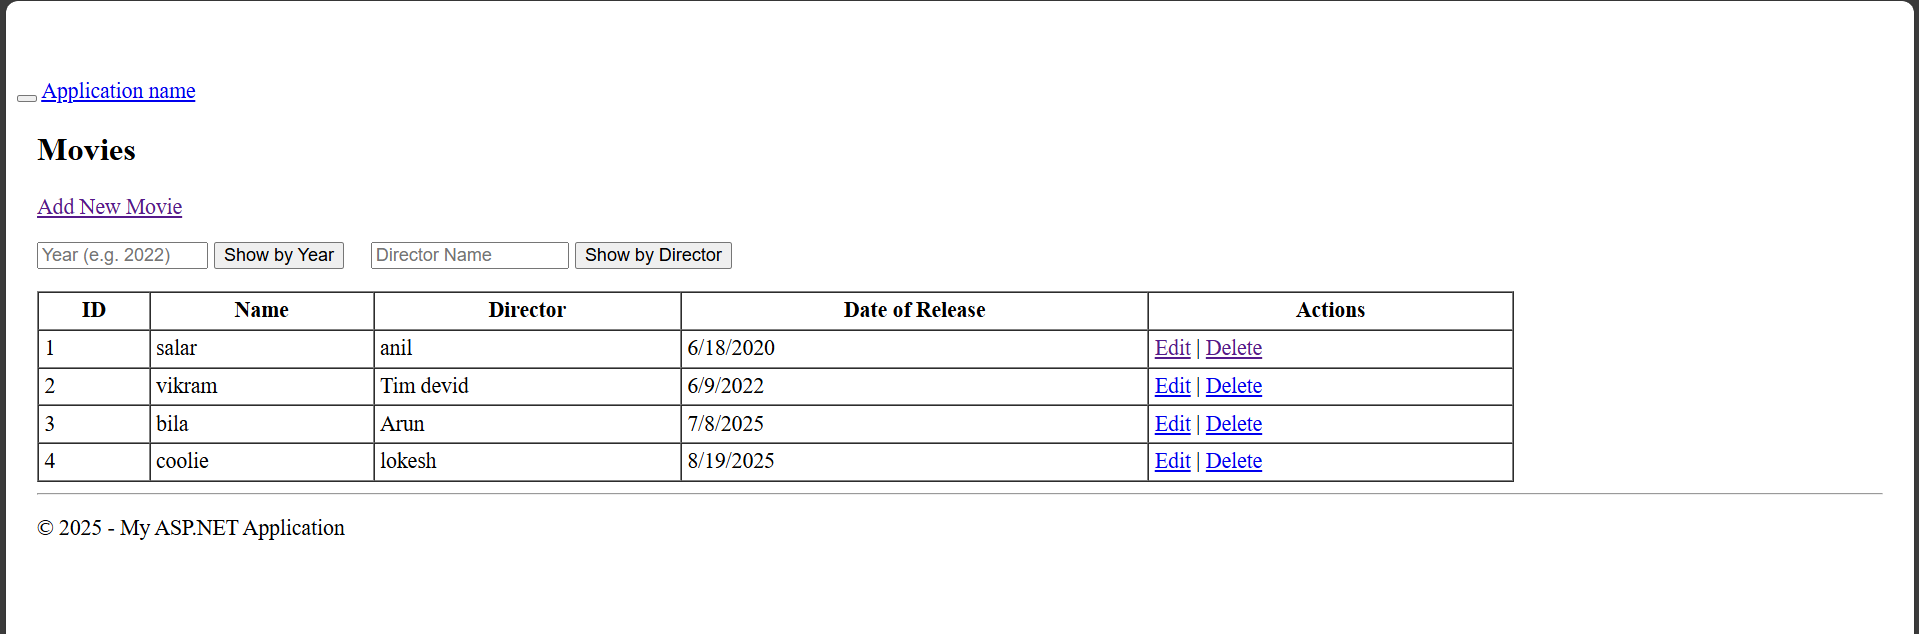 Application name
Movies
Add New Movie
Year (e.g. 2022) Show by Year Director Name Show by Director
ID Name Director Date of Release Actions
1 salar anil 6/18/2020 Edit | Delete
2 vikram Tim devid 6/9/2022 Edit | Delete
3 bila Arun 7/8/2025 Edit | Delete
4 coolie lokesh 8/19/2025 Edit | Delete
© 2025 - My ASP.NET Application